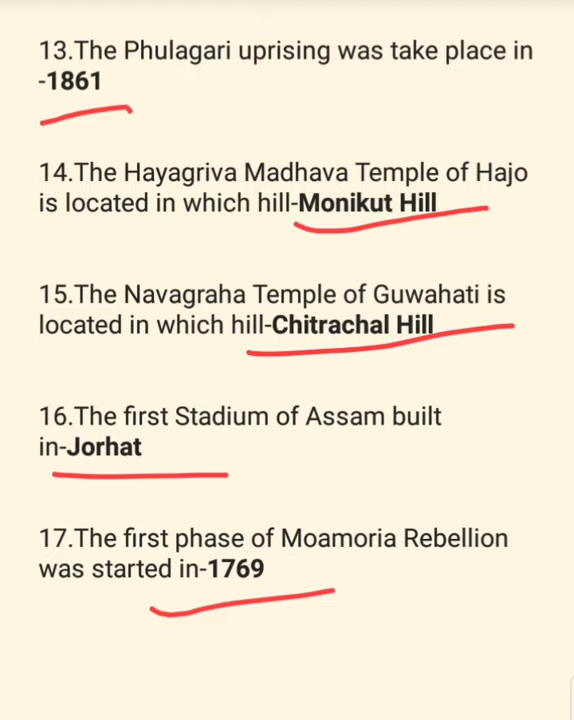 13.The Phulagari uprising was take place in
-1861
14.The Hayagriva Madhava Temple of Hajo
is located in which hill-Monikut Hill
15.The Navagraha Temple of Guwahati is
located in which hill-Chitrachal Hill
16.The first Stadium of Assam built
in-Jorhat
17.The first phase of Moamoria Rebellion
was started in-1769